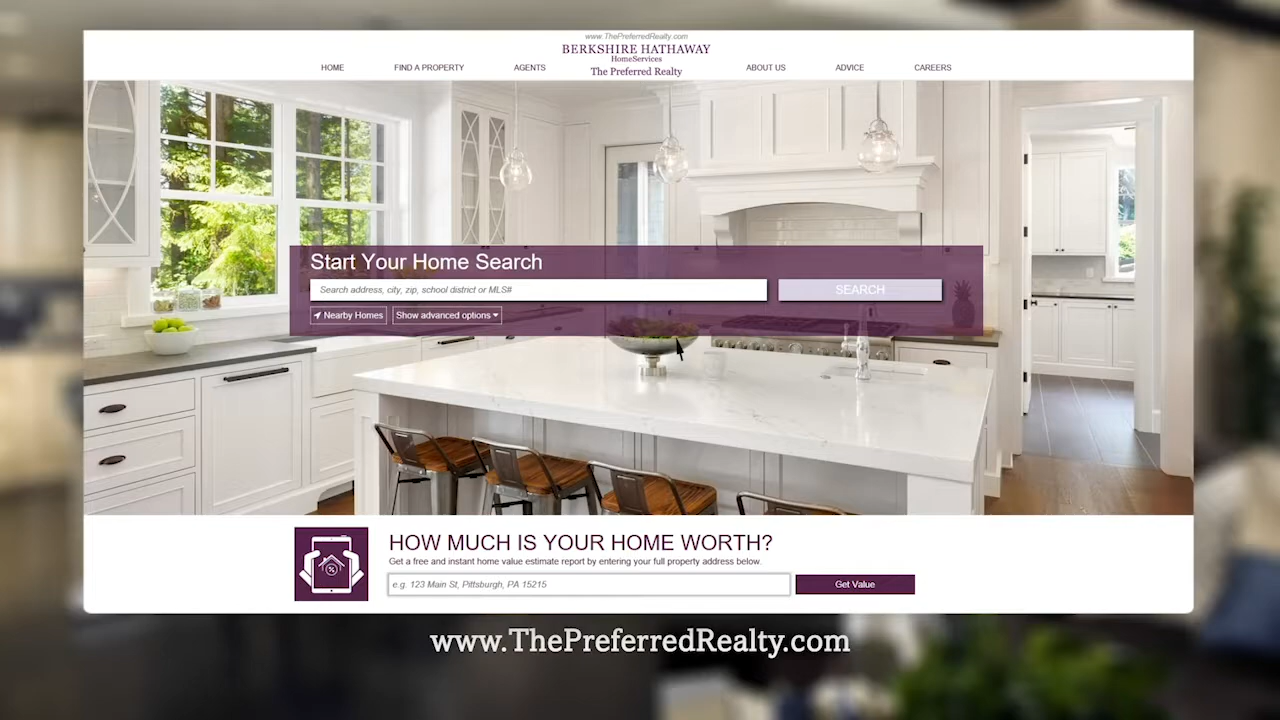 www.ThePreferredRealty.com
BERKSHIRE HATHAWAY
HomeServices
The Preferred Realty
HOME FIND A PROPERTY AGENTS ABOUT US ADVICE CAREERS
Start Your Home Search
Search address, city, zip, school district or MLS# SEARCH
Nearby Homes Show advanced options
HOW MUCH IS YOUR HOME WORTH?
Get a free and instant home value estimate report by entering your full property address below.
e.g. 123 Main St, Pittsburgh, PA 15215 Get Value
www.ThePreferredRealty.com